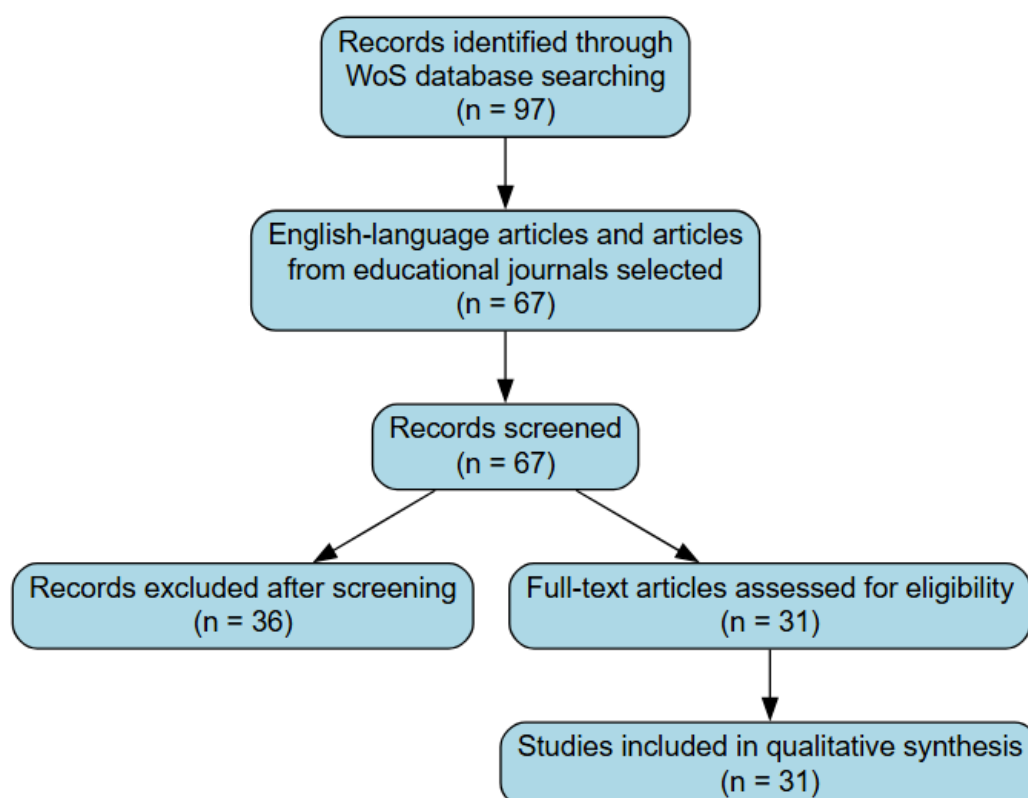 Records identified through
WoS database searching
(n = 97)
English-language articles and articles
from educational journals selected
(n = 67)
Records screened
(n = 67)
Records excluded after screening
(n = 36)
Full-text articles assessed for eligibility
(n = 31)
Studies included in qualitative synthesis
(n = 31)